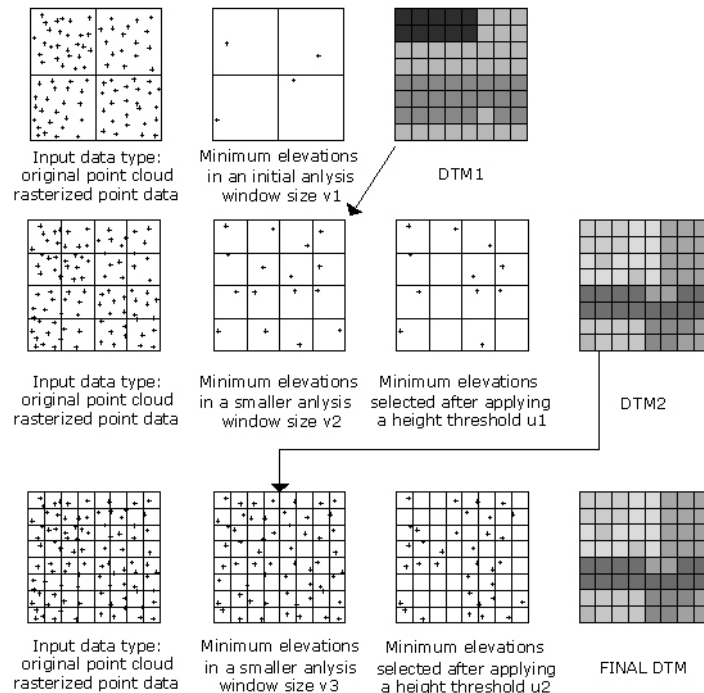 Input data type:
original point cloud
rasterized point data
Minimum elevations
in an initial anlysis
window size v1
DTM1
Input data type:
original point cloud
rasterized point data
Minimum elevations
in a smaller anlysis
window size v2
Minimum elevations
selected after applying
a height threshold u1
DTM2
Input data type:
original point cloud
rasterized point data
Minimum elevations
in a smaller anlysis
window size v3
Minimum elevations
selected after applying
a height threshold u2
FINAL DTM